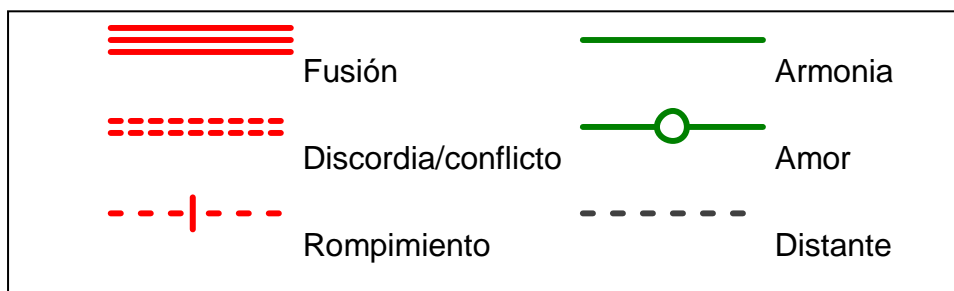 Fusión
Armonia
Discordia/conflicto
Amor
Rompimiento
Distante